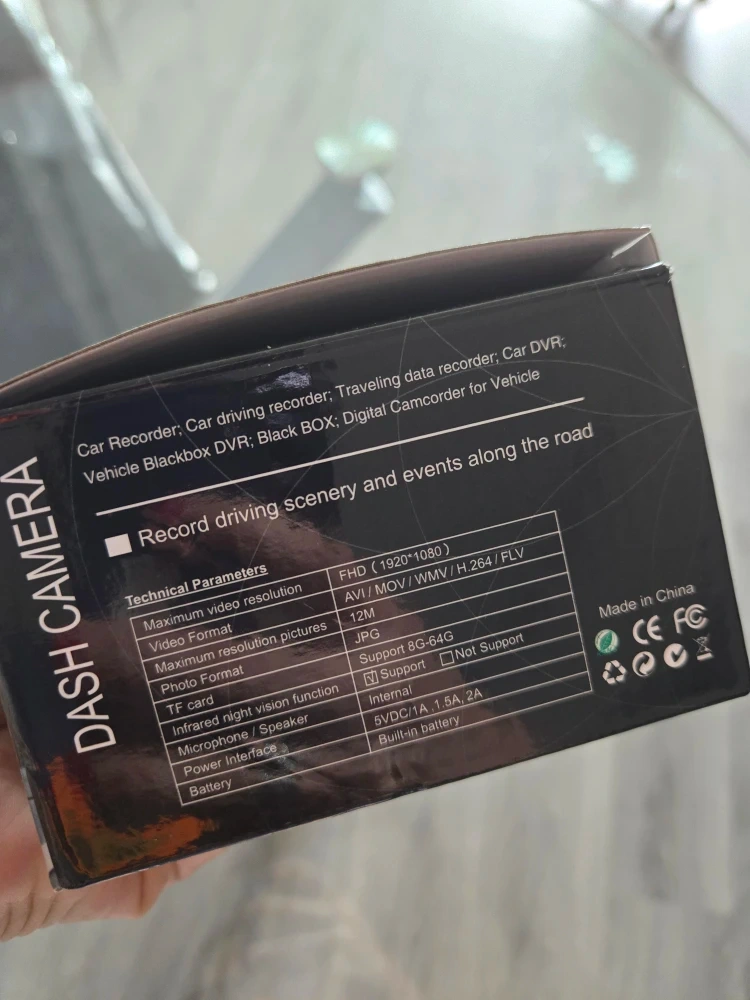 DASH CAMERA
Car Recorder; Car driving recorder; Traveling data recorder; Car DVR;
Vehicle Blackbox DVR; Black BOX; Digital Camcorder for Vehicle
Record driving scenery and events along the road
Technical Parameters
Maximum video resolution FHD (1920*1080)
Video Format AVI / MOV / WMV / H.264 / FLV
Maximum resolution pictures 12M
Photo Format JPG
TF card Support 8G-64G
Infrared night vision function ☑ Support ☐ Not Support
Microphone / Speaker Internal
Power Interface 5VDC/1A ,1.5A, 2A
Battery Built-in battery
Made in China
CE FC